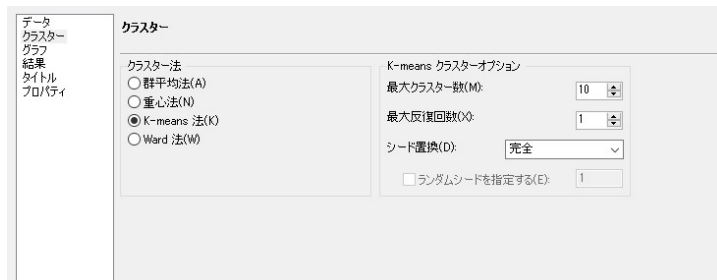 データ
クラスター
グラフ
結果
タイトル
プロパティ
クラスター
クラスター法
群平均法(A)
重心法(N)
K-means 法(K)
Ward 法(W)
K-means クラスターオプション
最大クラスター数(M): 10
最大反復回数(X): 1
シード置換(D): 完全
ランダムシードを指定する(E): 1